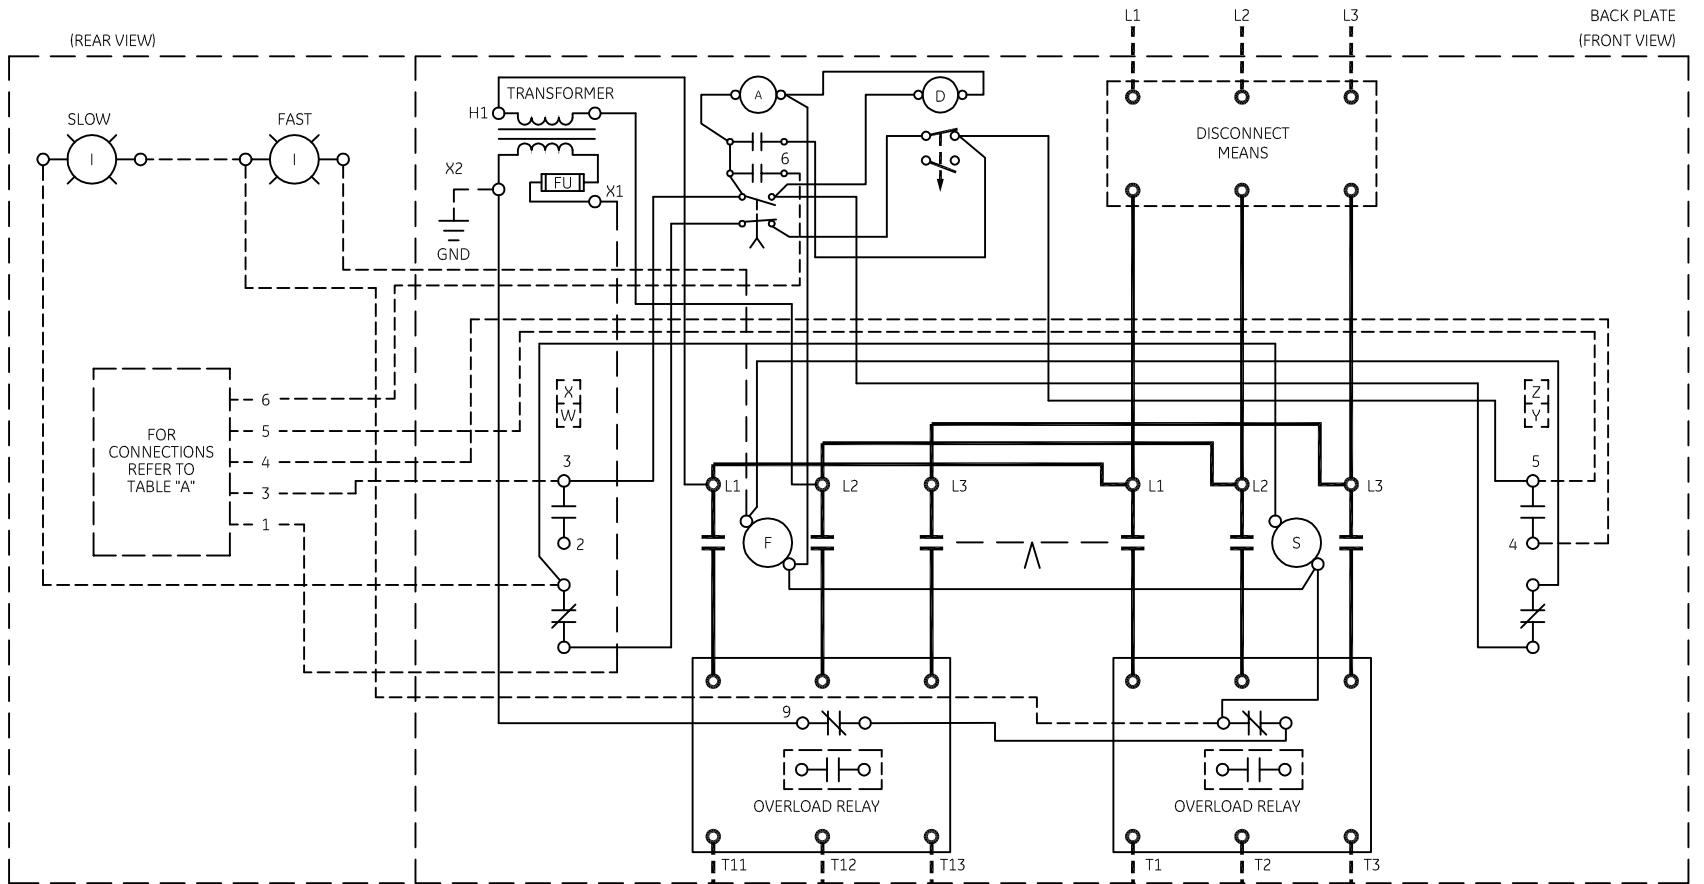 L1 L2 L3 BACK PLATE
(REAR VIEW) (FRONT VIEW)
TRANSFORMER A D
H1
SLOW FAST
DISCONNECT
MEANS
I I 6
X2 FU X1
GND
6 X Z
W Y
5
FOR
CONNECTIONS
REFER TO
TABLE "A"
4 3 5
3 L1 L2 L3 L1 L2 L3
1
2 F S 4
9
OVERLOAD RELAY OVERLOAD RELAY
T11 T12 T13 T1 T2 T3